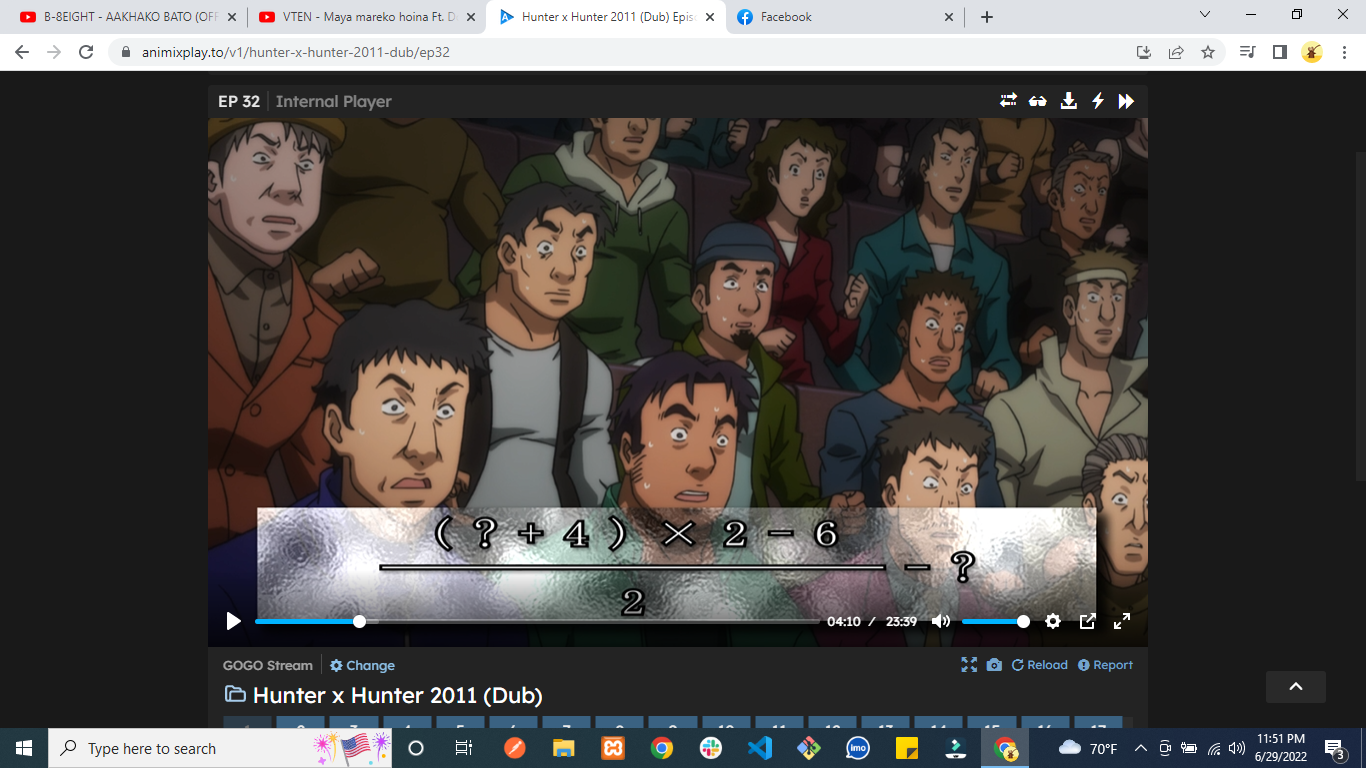 B-8EIGHT - AAKHAKO BATO (OFF
VTEN - Maya mareko hoina Ft. D
Hunter x Hunter 2011 (Dub) Epis
Facebook
animixplay.to/v1/hunter-x-hunter-2011-dub/ep32
EP 32 Internal Player
( ? + 4 ) × 2 - 6
- ?
2
04:10 / 23:39
GOGO Stream Change Reload Report
Hunter x Hunter 2011 (Dub)
Type here to search
imo
70°F
11:51 PM
6/29/2022
3